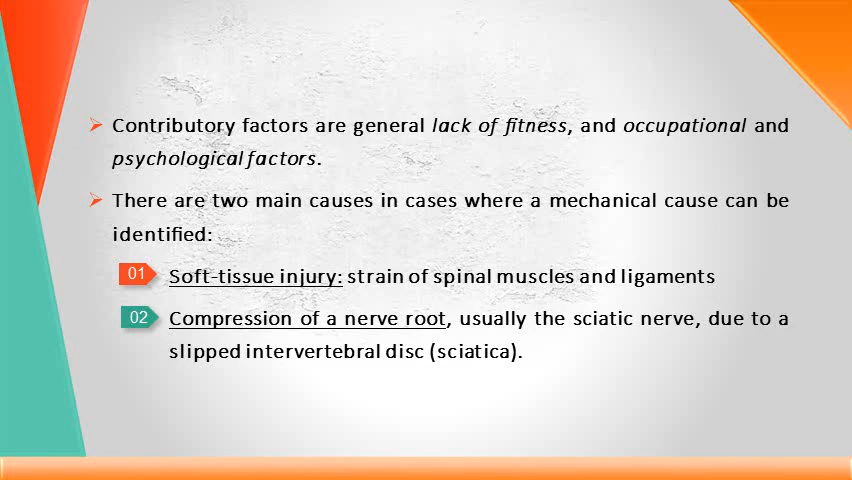 Contributory factors are general lack of fitness, and occupational and
psychological factors.
There are two main causes in cases where a mechanical cause can be
identified:
01 Soft-tissue injury: strain of spinal muscles and ligaments
02 Compression of a nerve root, usually the sciatic nerve, due to a
slipped intervertebral disc (sciatica).